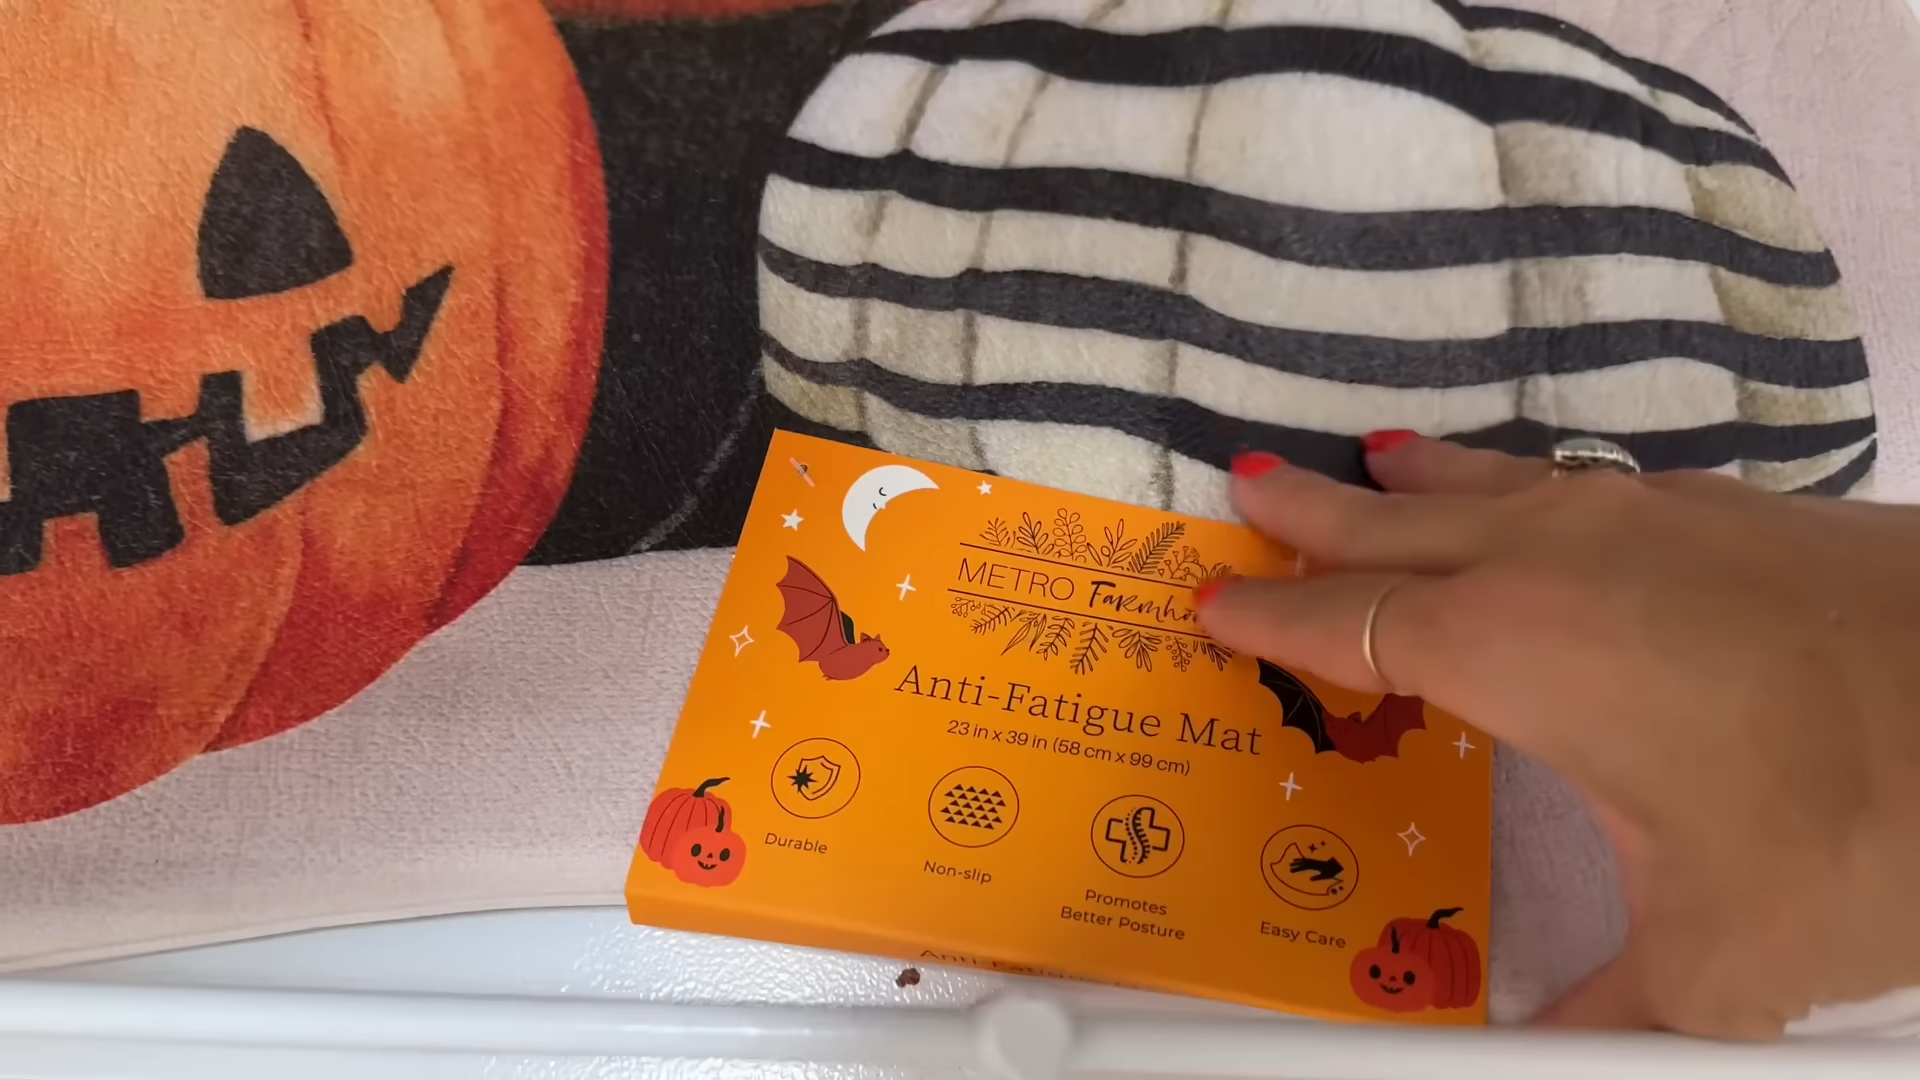 METRO
Anti-Fatigue Mat
23 in x 39 in (58 cm x 99 cm)
Durable
Non-slip
Promotes
Better Posture
Easy Care